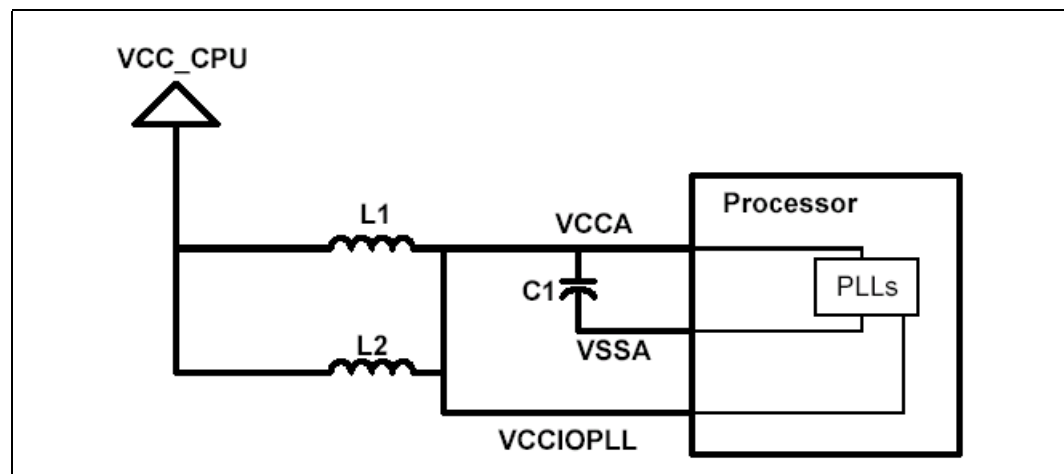 VCC_CPU
Processor
L1
VCCA
PLLs
C1
VSSA
L2
VCCIOPLL